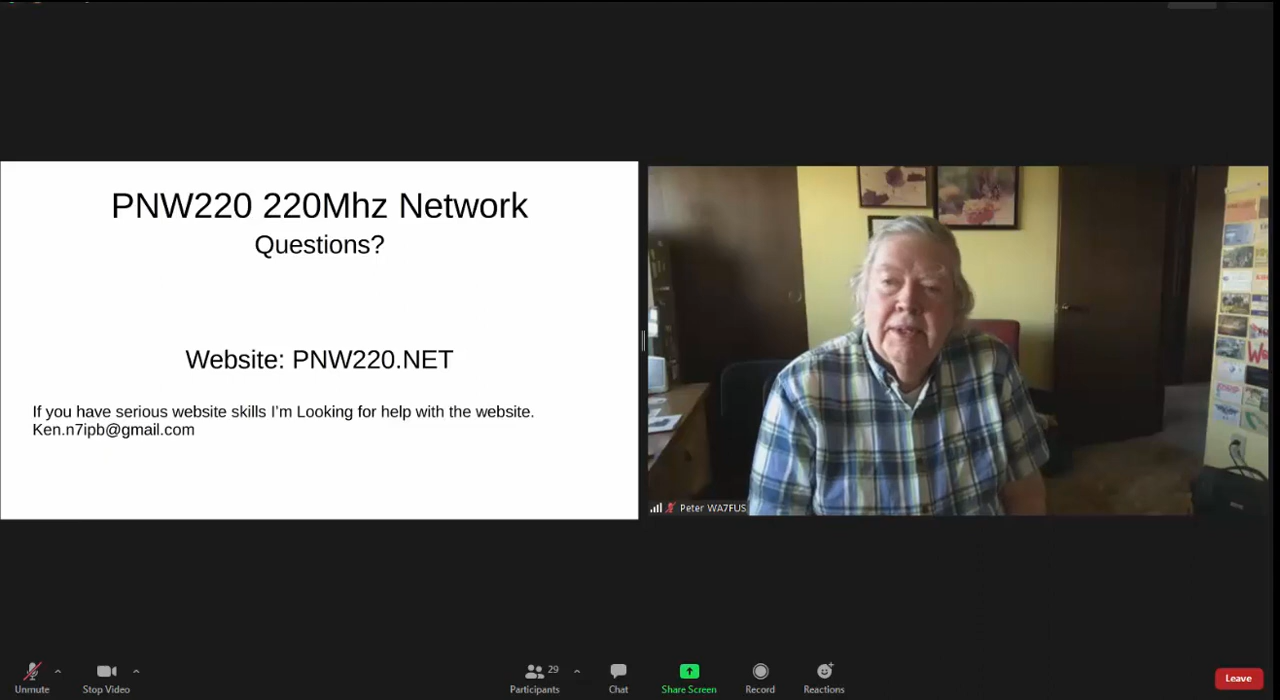 PNW220 220Mhz Network
Questions?
Website: PNW220.NET
If you have serious website skills I'm Looking for help with the website.
Ken.n7ipb@gmail.com
Peter WA7FUS
Unmute
Stop Video
29
Participants
Chat
Share Screen
Record
Reactions
Leave